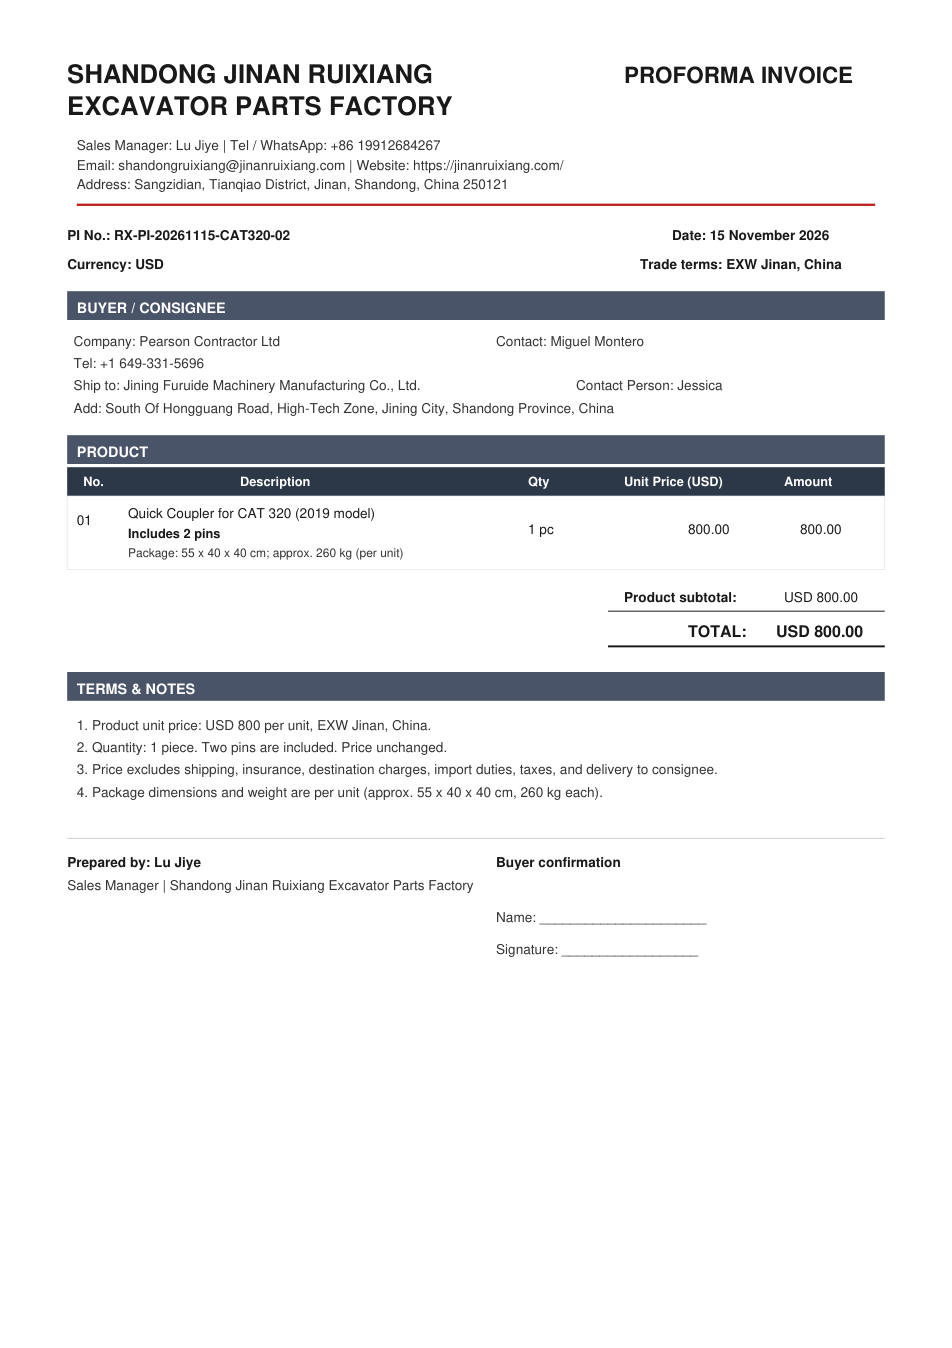 SHANDONG JINAN RUIXIANG
EXCAVATOR PARTS FACTORY
PROFORMA INVOICE
Sales Manager: Lu Jiye | Tel / WhatsApp: +86 19912684267
Email: shandongruixiang@jinanruixiang.com | Website: https://jinanruixiang.com/
Address: Sangzidian, Tianqiao District, Jinan, Shandong, China 250121
PI No.: RX-PI-20261115-CAT320-02 Date: 15 November 2026
Currency: USD Trade terms: EXW Jinan, China
BUYER / CONSIGNEE
Company: Pearson Contractor Ltd Contact: Miguel Montero
Tel: +1 649-331-5696
Ship to: Jining Furuide Machinery Manufacturing Co., Ltd. Contact Person: Jessica
Add: South Of Hongguang Road, High-Tech Zone, Jining City, Shandong Province, China
PRODUCT
No. Description Qty Unit Price (USD) Amount
01 Quick Coupler for CAT 320 (2019 model) 1 pc 800.00 800.00
Includes 2 pins
Package: 55 x 40 x 40 cm; approx. 260 kg (per unit)
Product subtotal: USD 800.00
TOTAL: USD 800.00
TERMS & NOTES
1. Product unit price: USD 800 per unit, EXW Jinan, China.
2. Quantity: 1 piece. Two pins are included. Price unchanged.
3. Price excludes shipping, insurance, destination charges, import duties, taxes, and delivery to consignee.
4. Package dimensions and weight are per unit (approx. 55 x 40 x 40 cm, 260 kg each).
Prepared by: Lu Jiye Buyer confirmation
Sales Manager | Shandong Jinan Ruixiang Excavator Parts Factory
Name: ______________________
Signature: __________________